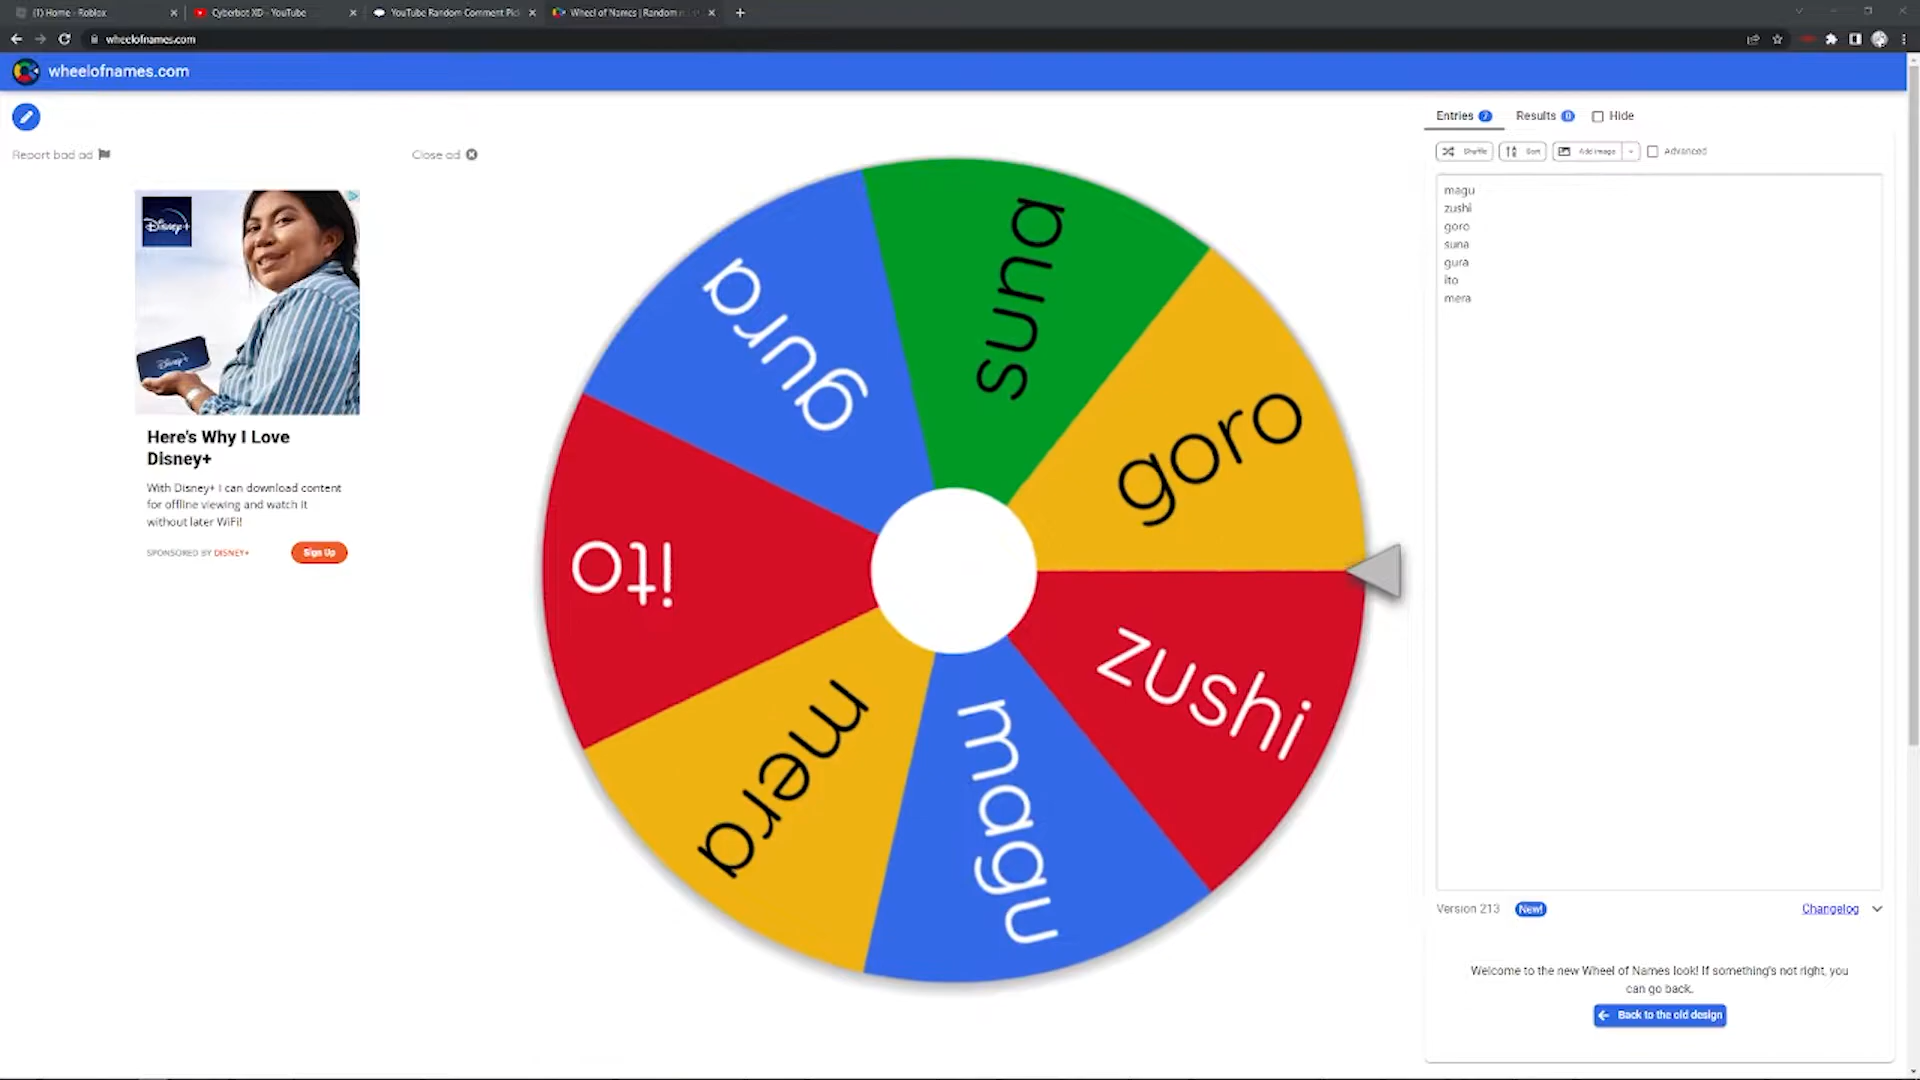 (1) Home - Roblox
Cyberbot XD - YouTube
YouTube Random Comment Pic
Wheel of Names | Random n
wheelofnames.com
wheelofnames.com
Report bad ad
Close ad
Disney+
Here's Why I Love
Disney+
With Disney+ I can download content
for offline viewing and watch it
without later WiFi!
SPONSORED BY DISNEY+
Sign Up
suna
goro
zushi
magu
mera
ito
gura
Entries 7
Results 0
Hide
Shuffle
Sort
Add image
Advanced
magu
zushi
goro
suna
gura
ito
mera
Version 213
New!
Changelog
Welcome to the new Wheel of Names look! If something's not right, you
can go back.
Back to the old design